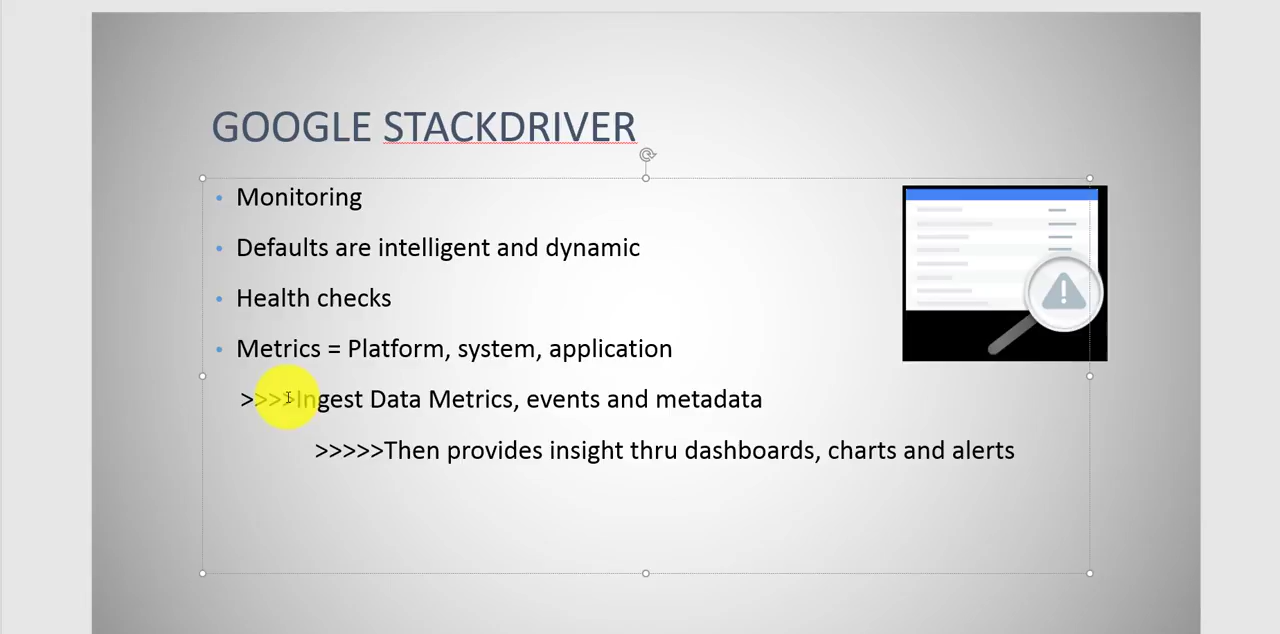 GOOGLE STACKDRIVER
• Monitoring
• Defaults are intelligent and dynamic
• Health checks
• Metrics = Platform, system, application
>>>>Ingest Data Metrics, events and metadata
>>>>>Then provides insight thru dashboards, charts and alerts